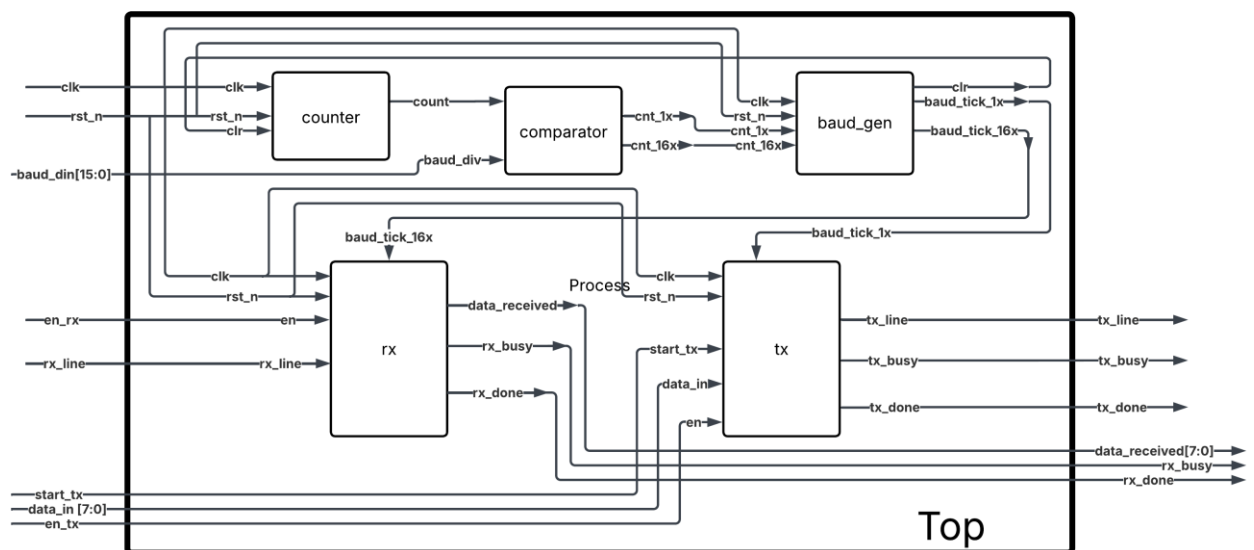 clk
clk
rst_n
rst_n
clr
counter
count
baud_din[15:0]
baud_div
comparator
cnt_1x
cnt_16x
clk
rst_n
cnt_1x
cnt_16x
baud_gen
clr
baud_tick_1x
baud_tick_16x
baud_tick_16x
baud_tick_1x
clk
rst_n
en_rx
en
rx_line
rx_line
rx
data_received
rx_busy
rx_done
Process
clk
rst_n
start_tx
data_in
en
tx
tx_line
tx_line
tx_busy
tx_busy
tx_done
tx_done
data_received[7:0]
rx_busy
rx_done
start_tx
data_in [7:0]
en_tx
Top